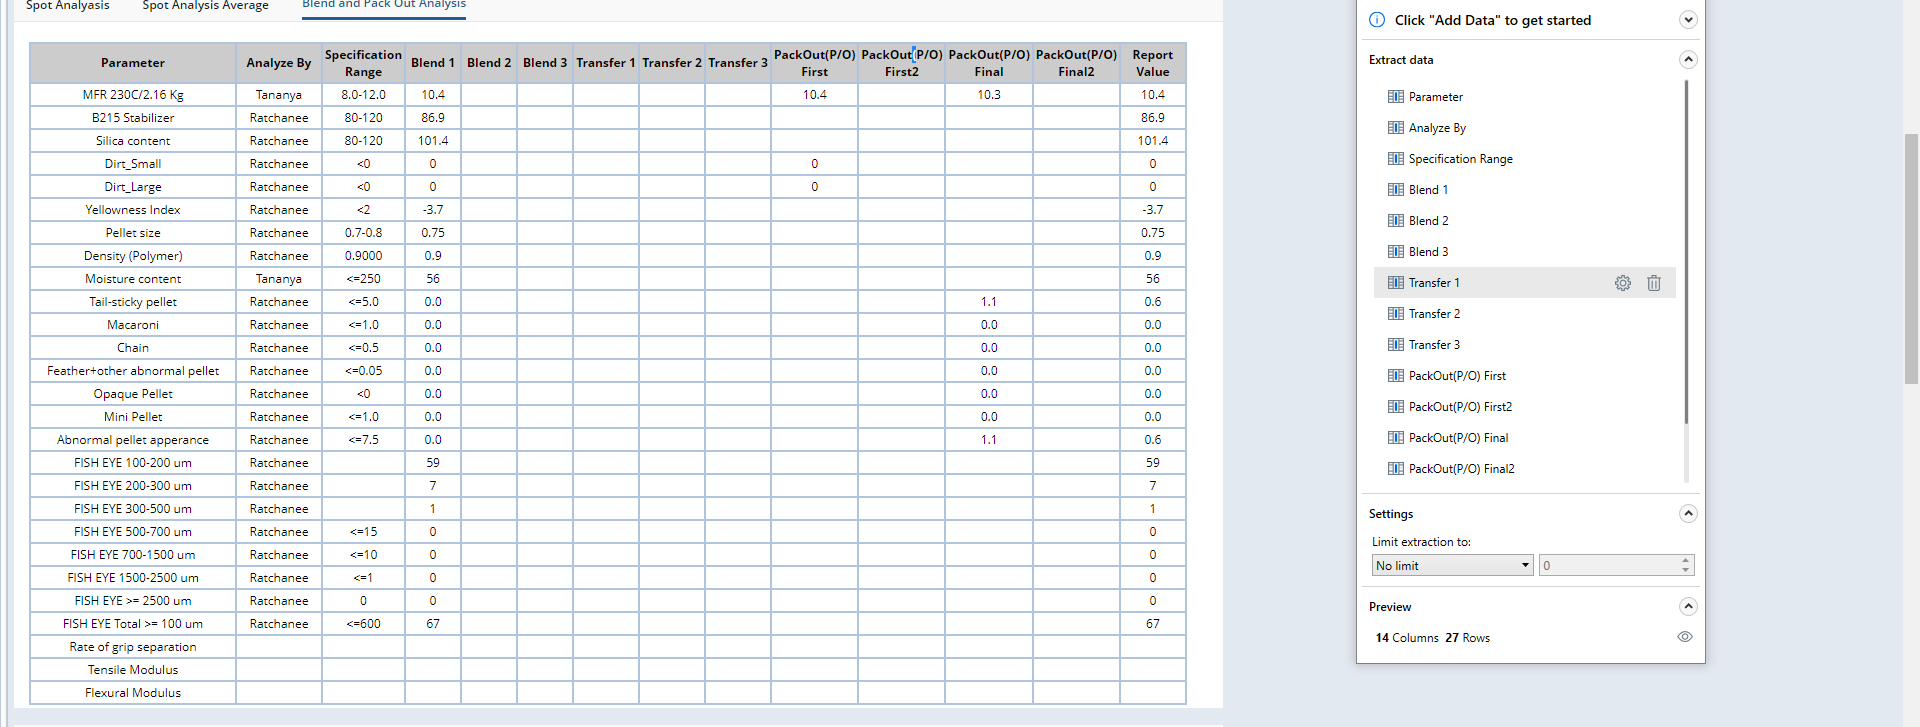 Spot Analyasis Spot Analysis Average Blend and Pack Out Analysis
Parameter Analyze By Specification Range Blend 1 Blend 2 Blend 3 Transfer 1 Transfer 2 Transfer 3 PackOut(P/O) First PackOut(P/O) First2 PackOut(P/O) Final PackOut(P/O) Final2 Report Value
MFR 230C/2.16 Kg Tananya 8.0-12.0 10.4 10.4 10.3 10.4
B215 Stabilizer Ratchanee 80-120 86.9 86.9
Silica content Ratchanee 80-120 101.4 101.4
Dirt_Small Ratchanee <0 0 0 0
Dirt_Large Ratchanee <0 0 0 0
Yellowness Index Ratchanee <2 -3.7 -3.7
Pellet size Ratchanee 0.7-0.8 0.75 0.75
Density (Polymer) Ratchanee 0.9000 0.9 0.9
Moisture content Tananya <=250 56 56
Tail-sticky pellet Ratchanee <=5.0 0.0 1.1 0.6
Macaroni Ratchanee <=1.0 0.0 0.0 0.0
Chain Ratchanee <=0.5 0.0 0.0 0.0
Feather+other abnormal pellet Ratchanee <=0.05 0.0 0.0 0.0
Opaque Pellet Ratchanee <0 0.0 0.0 0.0
Mini Pellet Ratchanee <=1.0 0.0 0.0 0.0
Abnormal pellet apperance Ratchanee <=7.5 0.0 1.1 0.6
FISH EYE 100-200 um Ratchanee 59 59
FISH EYE 200-300 um Ratchanee 7 7
FISH EYE 300-500 um Ratchanee 1 1
FISH EYE 500-700 um Ratchanee <=15 0 0
FISH EYE 700-1500 um Ratchanee <=10 0 0
FISH EYE 1500-2500 um Ratchanee <=1 0 0
FISH EYE >= 2500 um Ratchanee 0 0 0
FISH EYE Total >= 100 um Ratchanee <=600 67 67
Rate of grip separation
Tensile Modulus
Flexural Modulus
Click "Add Data" to get started
Extract data
Parameter
Analyze By
Specification Range
Blend 1
Blend 2
Blend 3
Transfer 1
Transfer 2
Transfer 3
PackOut(P/O) First
PackOut(P/O) First2
PackOut(P/O) Final
PackOut(P/O) Final2
Settings
Limit extraction to:
No limit 0
Preview
14 Columns 27 Rows